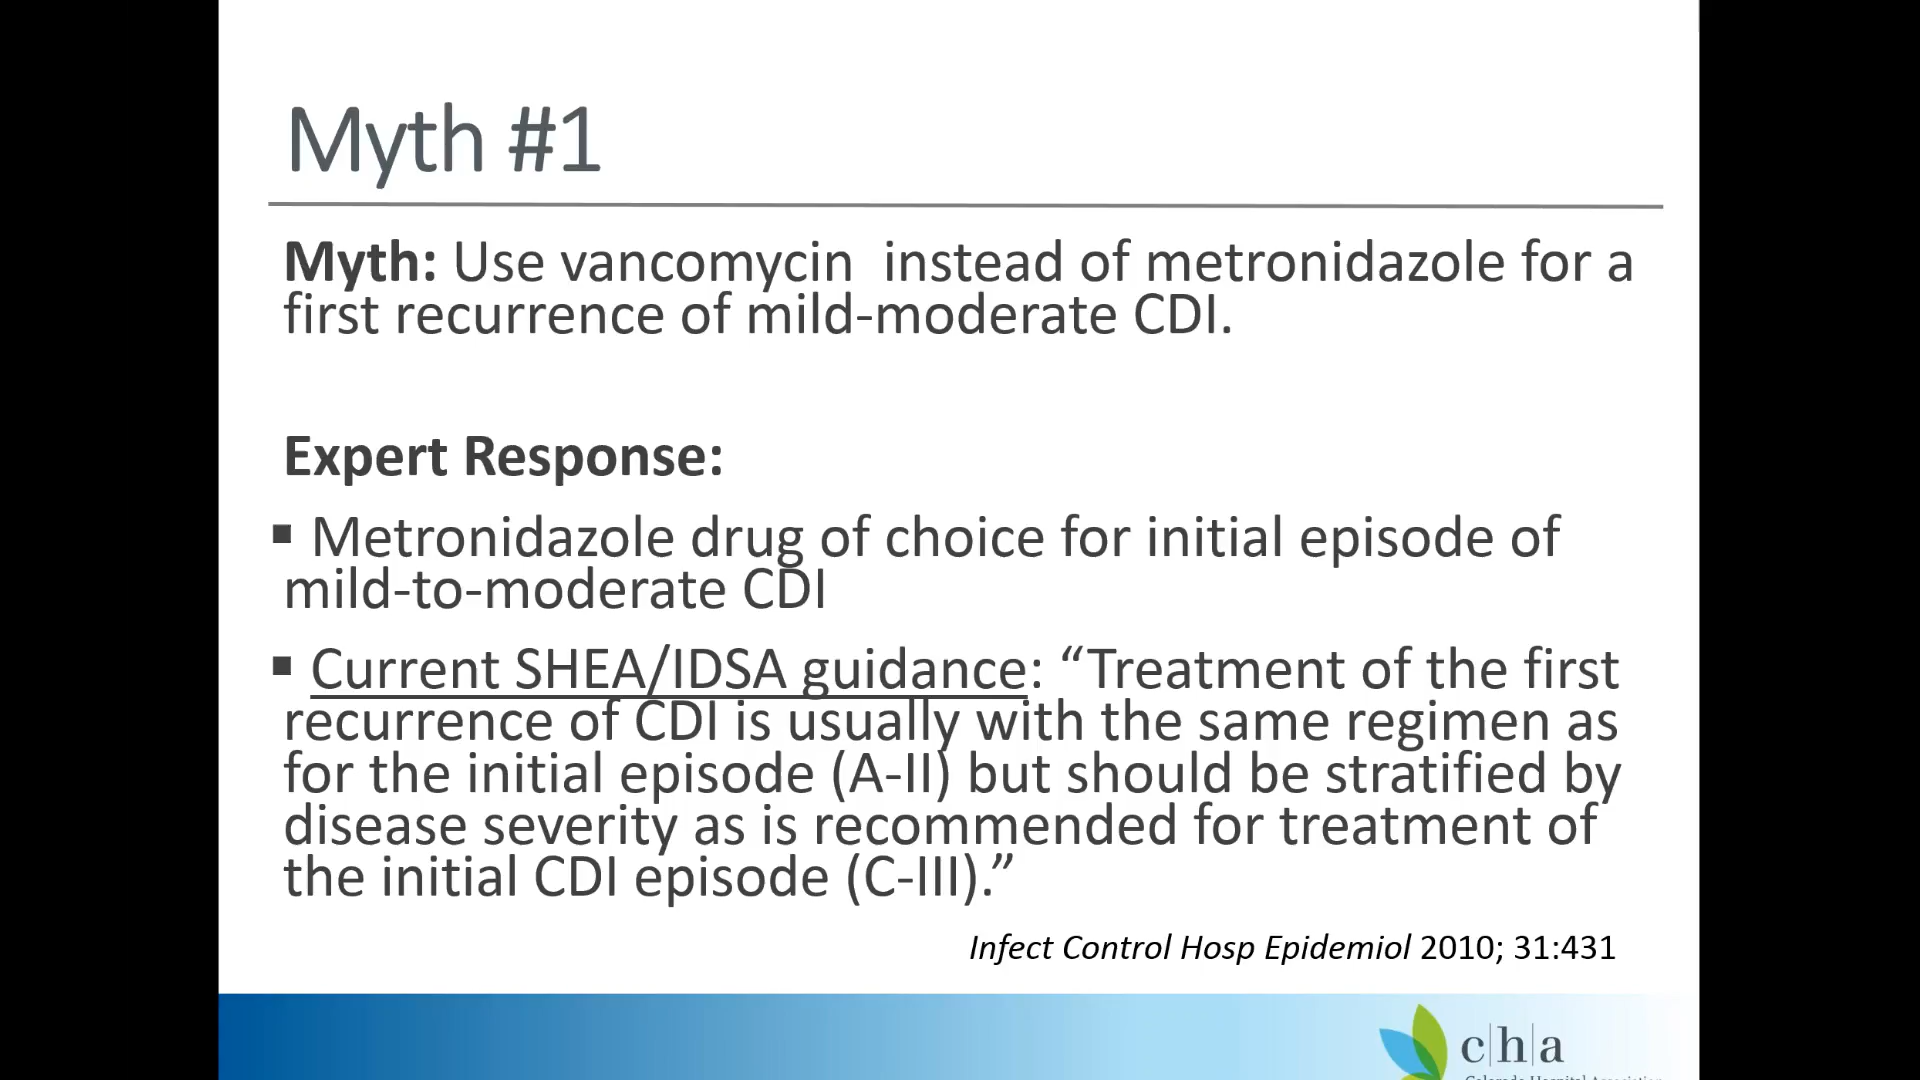 Myth #1
Myth: Use vancomycin  instead of metronidazole for a
first recurrence of mild-moderate CDI.
Expert Response:
▪ Metronidazole drug of choice for initial episode of
mild-to-moderate CDI
▪ Current SHEA/IDSA guidance: “Treatment of the first
recurrence of CDI is usually with the same regimen as
for the initial episode (A-II) but should be stratified by
disease severity as is recommended for treatment of
the initial CDI episode (C-III).”
Infect Control Hosp Epidemiol 2010; 31:431
c|h|a
Colorado Hospital Association